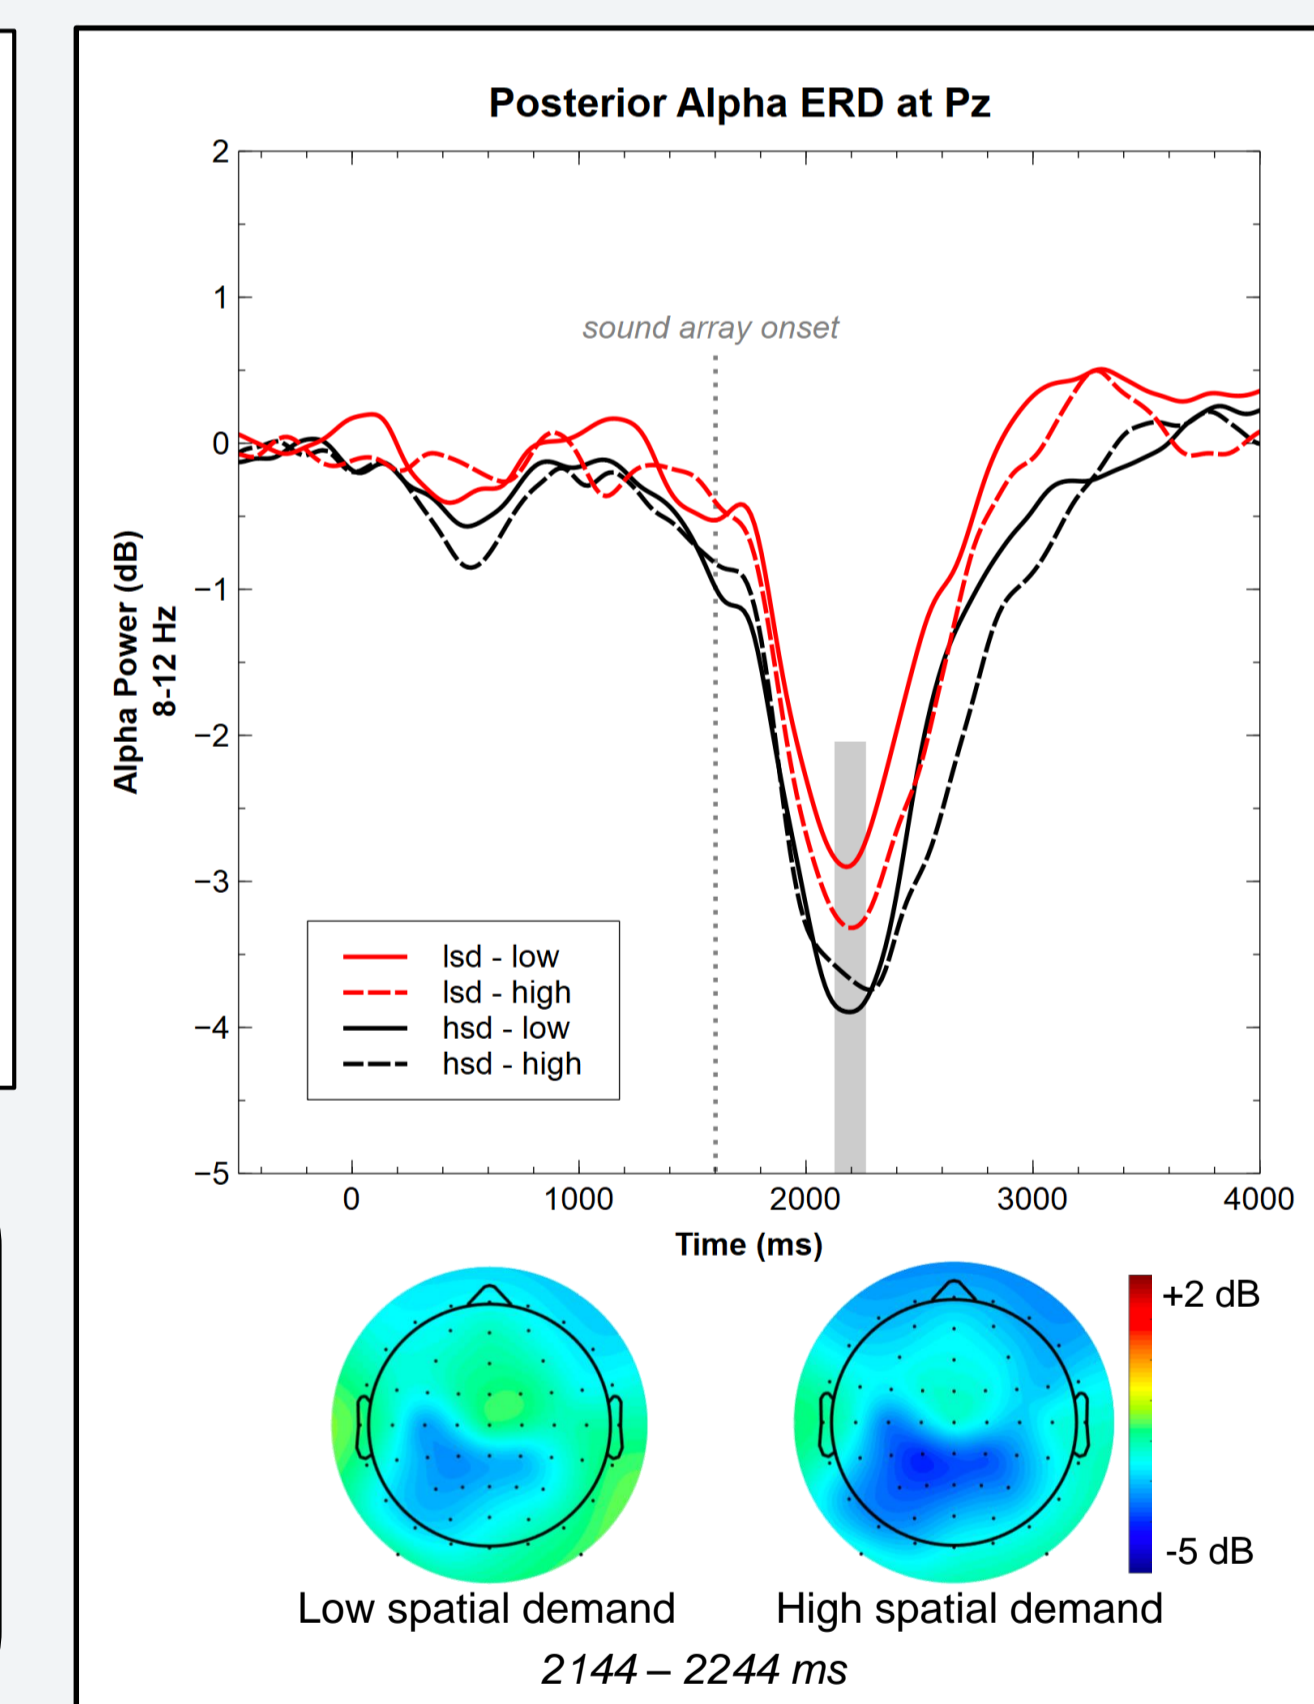 Posterior Alpha ERD at Pz
2
1
0
−1
−2
−3
−4
−5
Alpha Power (dB)
8-12 Hz
sound array onset
lsd - low
lsd - high
hsd - low
hsd - high
0 1000 2000 3000 4000
Time (ms)
+2 dB
-5 dB
Low spatial demand High spatial demand
2144 – 2244 ms